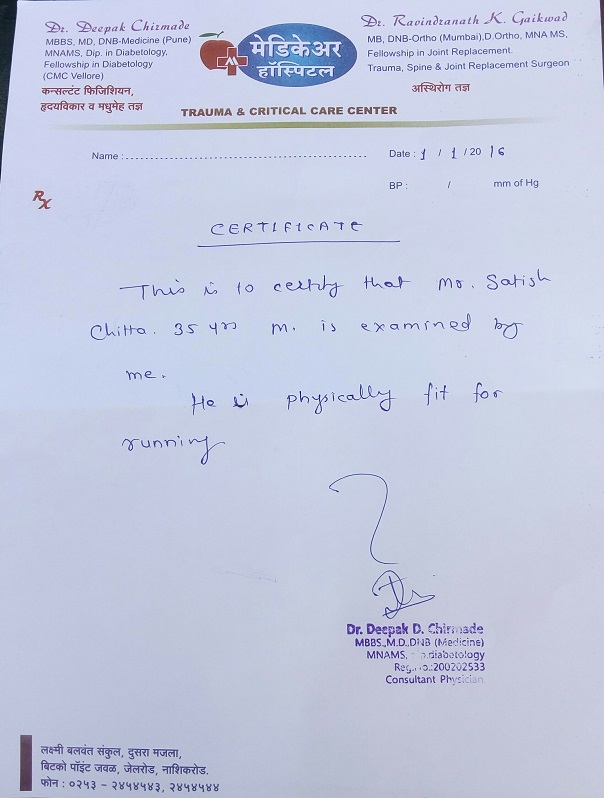 Dr. Deepak Chirmade
MBBS, MD, DNB-Medicine (Pune)
MNAMS, Dip. in Diabetology,
Fellowship in Diabetology
(CMC Vellore)
कन्सल्टंट फिजिशियन,
हृदयविकार व मधुमेह तज्ञ
मेडिकेअर
हॉस्पिटल
Dr. Ravindranath K. Gaikwad
MB, DNB-Ortho (Mumbai),D.Ortho, MNA MS,
Fellowship in Joint Replacement.
Trauma, Spine & Joint Replacement Surgeon
अस्थिरोग तज्ञ
TRAUMA & CRITICAL CARE CENTER
Name :
Date : 1 / 1 / 20 16
BP : / mm of Hg
Rx
CERTIFICATE
This is to certify that Mr. Satish
Chitta. 35 yrs m. is examined by
me.
He is physically fit for
running
Dr. Deepak D. Chirmade
MBBS.,M.D.,DNB (Medicine)
MNAMS, diabetology
Reg. No.:200202533
Consultant Physician
लक्ष्मी बलवंत संकुल, दुसरा मजला,
बिटको पॉइंट जवळ, जेलरोड, नाशिकरोड.
फोन : ०२५३ - २४५४५४३, २४५४५४४